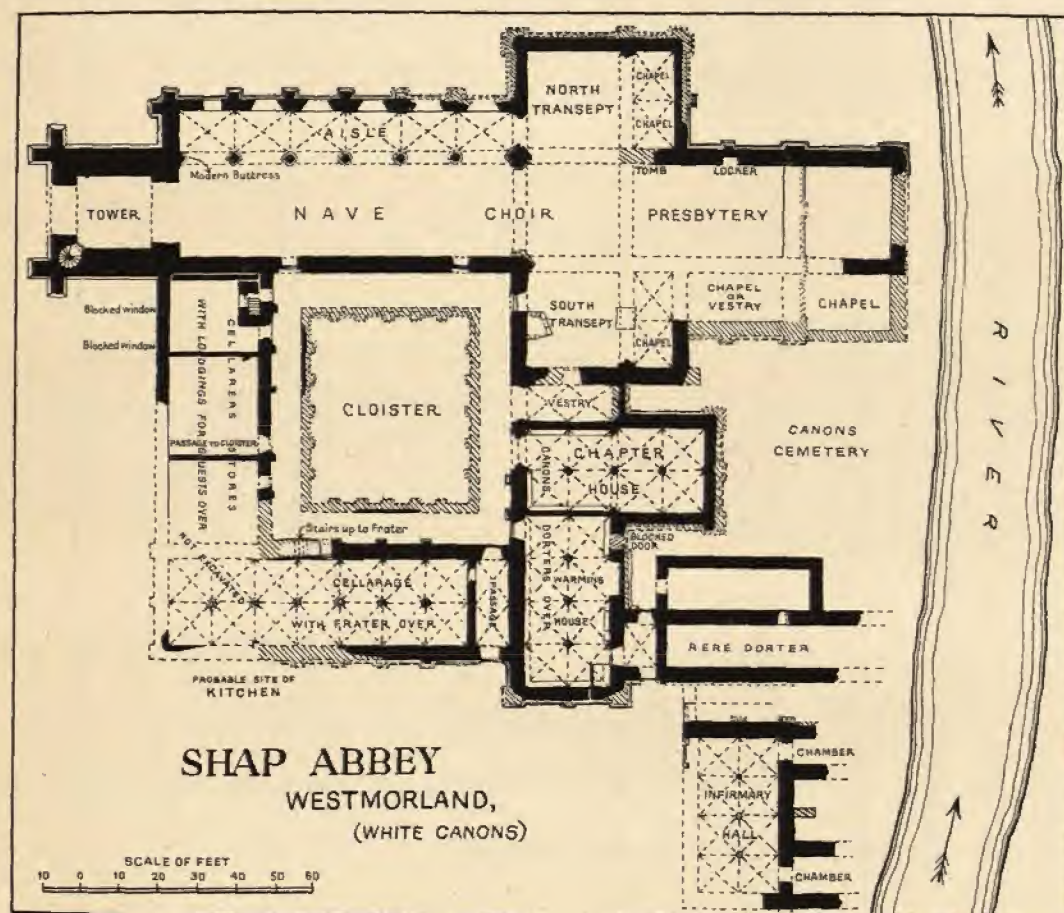 NORTH
TRANSEPT
CHAPEL
CHAPEL
AISLE
Modern Buttress
TOMB
LOCKER
TOWER
NAVE
CHOIR
PRESBYTERY
Blocked window
Blocked window
CELLARERS STORES
WITH LODGINGS FOR GUESTS OVER
PASSAGE TO CLOISTER
SOUTH
TRANSEPT
CHAPEL
CHAPEL
OR
VESTRY
CHAPEL
CLOISTER
VESTRY
CANONS
CEMETERY
CHAPTER
HOUSE
CANONS
DORTERS OVER
BLOCKED
DOOR
Stairs up to Frater
NOT EXCAVATED
CELLARAGE
WITH FRATER OVER
PASSAGE
WARMING
HOUSE
RERE DORTER
RIVER
PROBABLE SITE OF
KITCHEN
SHAP ABBEY
WESTMORLAND,
(WHITE CANONS)
CHAMBER
INFIRMARY
HALL
CHAMBER
SCALE OF FEET
10 0 10 20 30 40 50 60